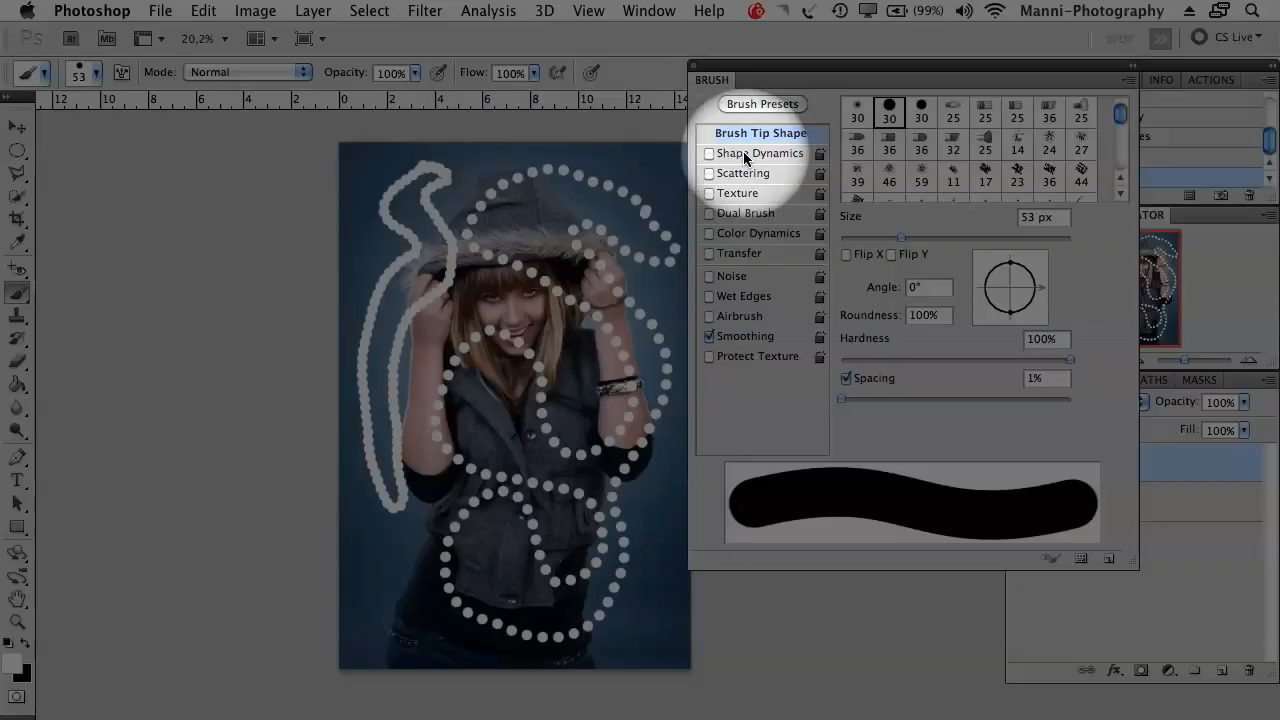 Photoshop File Edit Image Layer Select Filter Analysis 3D View Window Help (99%) Manni-Photography
Ps Br Mb 20,2% CS Live
53 Mode: Normal Opacity: 100% Flow: 100%
12 10 8 6 4 2 0 2 4 6 8 10 12 14
BRUSH INFO ACTIONS
Brush Presets
Brush Tip Shape
Shape Dynamics
Scattering
Texture
Dual Brush
Color Dynamics
Transfer
Noise
Wet Edges
Airbrush
Smoothing
Protect Texture
30 30 30 25 25 25 36 25
36 36 36 32 25 14 24 27
39 46 59 11 17 23 36 44
Size 53 px
Flip X Flip Y
Angle: 0°
Roundness: 100%
Hardness 100%
Spacing 1%
ATOR
ATHS MASKS
Opacity: 100%
Fill: 100%
fx